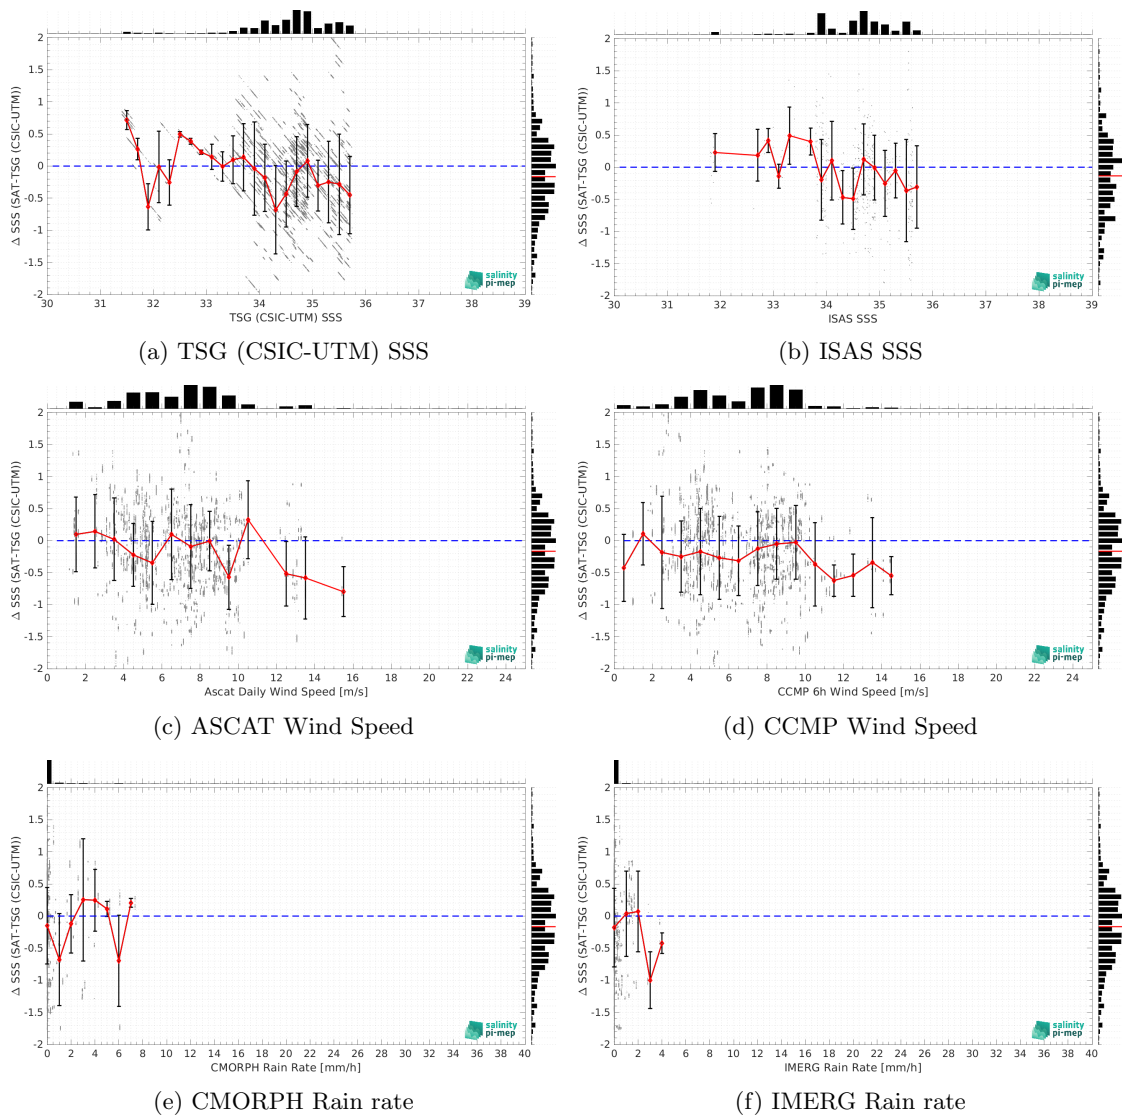 Δ SSS (SAT-TSG (CSIC-UTM))
2
1.5
1
0.5
0
-0.5
-1
-1.5
-2
30 31 32 33 34 35 36 37 38 39
TSG (CSIC-UTM) SSS
salinity
pi-mep
(a) TSG (CSIC-UTM) SSS
Δ SSS (SAT-TSG (CSIC-UTM))
2
1.5
1
0.5
0
-0.5
-1
-1.5
-2
30 31 32 33 34 35 36 37 38 39
ISAS SSS
salinity
pi-mep
(b) ISAS SSS
Δ SSS (SAT-TSG (CSIC-UTM))
2
1.5
1
0.5
0
-0.5
-1
-1.5
-2
0 2 4 6 8 10 12 14 16 18 20 22 24
Ascat Daily Wind Speed [m/s]
salinity
pi-mep
(c) ASCAT Wind Speed
Δ SSS (SAT-TSG (CSIC-UTM))
2
1.5
1
0.5
0
-0.5
-1
-1.5
-2
0 2 4 6 8 10 12 14 16 18 20 22 24
CCMP 6h Wind Speed [m/s]
salinity
pi-mep
(d) CCMP Wind Speed
Δ SSS (SAT-TSG (CSIC-UTM))
2
1.5
1
0.5
0
-0.5
-1
-1.5
-2
0 2 4 6 8 10 12 14 16 18 20 22 24 26 28 30 32 34 36 38 40
CMORPH Rain Rate [mm/h]
salinity
pi-mep
(e) CMORPH Rain rate
Δ SSS (SAT-TSG (CSIC-UTM))
2
1.5
1
0.5
0
-0.5
-1
-1.5
-2
0 2 4 6 8 10 12 14 16 18 20 22 24 26 28 30 32 34 36 38 40
IMERG Rain Rate [mm/h]
salinity
pi-mep
(f) IMERG Rain rate